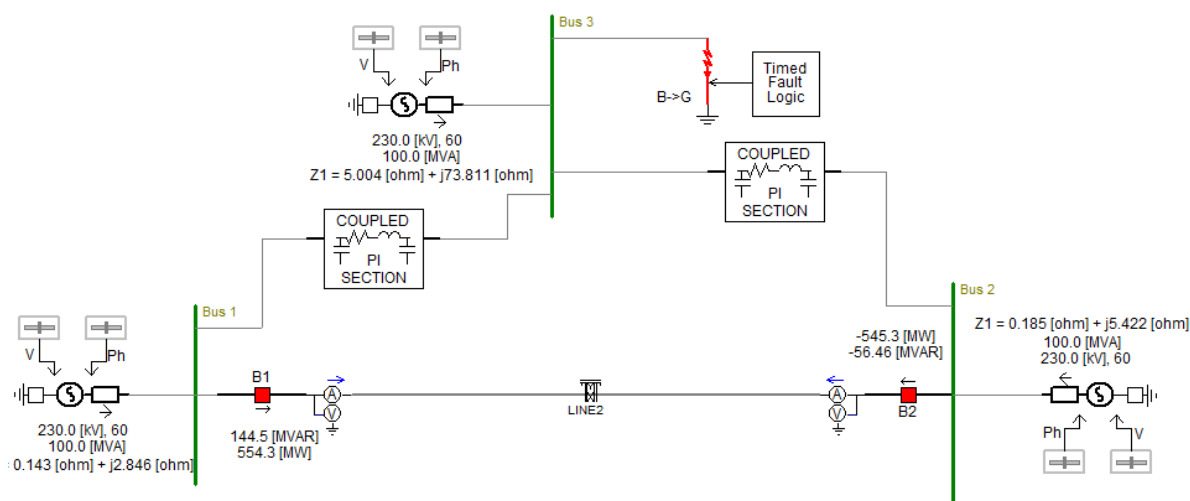 Bus 3
V
Ph
B->G
Timed
Fault
Logic
230.0 [kV], 60
100.0 [MVA]
Z1 = 5.004 [ohm] + j73.811 [ohm]
COUPLED
PI
SECTION
COUPLED
PI
SECTION
Bus 1
Bus 2
V
Ph
Z1 = 0.185 [ohm] + j5.422 [ohm]
100.0 [MVA]
230.0 [kV], 60
-545.3 [MW]
-56.46 [MVAR]
B1
A
V
LINE2
A
V
B2
230.0 [kV], 60
100.0 [MVA]
0.143 [ohm] + j2.846 [ohm]
144.5 [MVAR]
554.3 [MW]
Ph
V